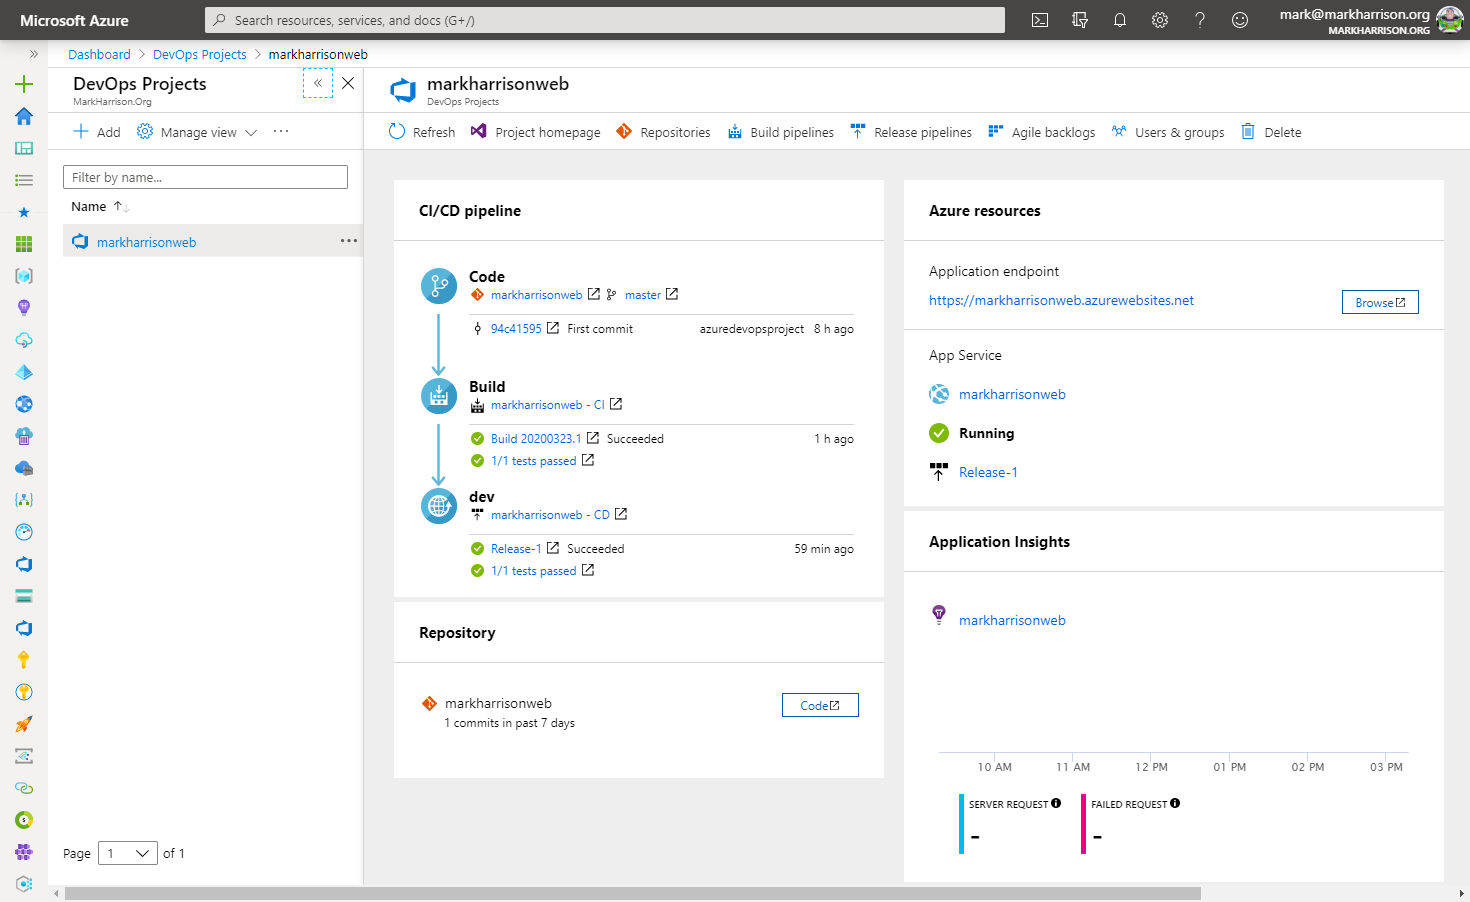 Microsoft Azure
Search resources, services, and docs (G+/)
mark@markharrison.org
MARKHARRISON.ORG
Dashboard > DevOps Projects > markharrisonweb
DevOps Projects
MarkHarrison.Org
Add Manage view
Filter by name...
Name
markharrisonweb
Page 1 of 1
markharrisonweb
DevOps Projects
Refresh Project homepage Repositories Build pipelines Release pipelines Agile backlogs Users & groups Delete
CI/CD pipeline
Code
markharrisonweb master
94c41595 First commit azuredevopsproject 8 h ago
Build
markharrisonweb - CI
Build 20200323.1 Succeeded 1 h ago
1/1 tests passed
dev
markharrisonweb - CD
Release-1 Succeeded 59 min ago
1/1 tests passed
Repository
markharrisonweb
1 commits in past 7 days
Code
Azure resources
Application endpoint
https://markharrisonweb.azurewebsites.net
Browse
App Service
markharrisonweb
Running
Release-1
Application Insights
markharrisonweb
10 AM 11 AM 12 PM 01 PM 02 PM 03 PM
SERVER REQUEST FAILED REQUEST
- -